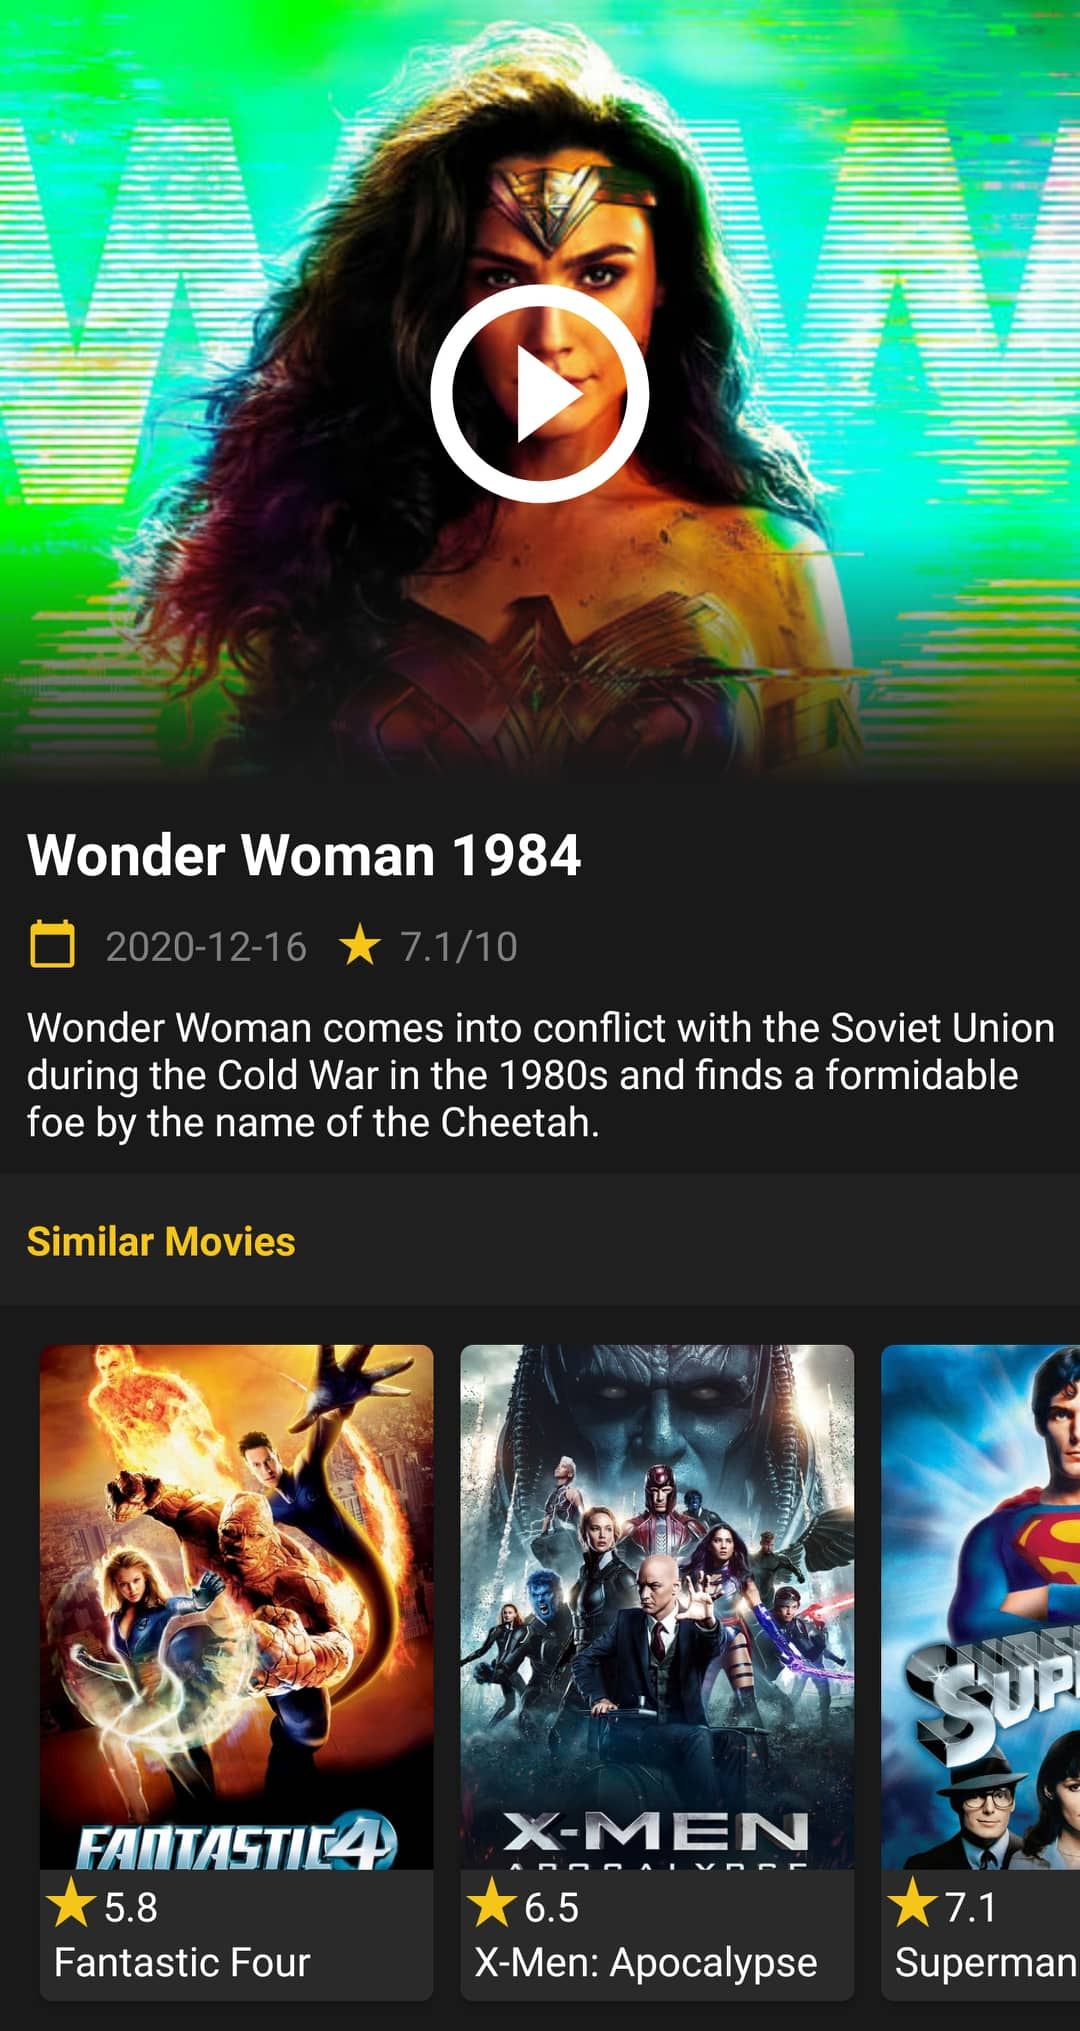 WW
Wonder Woman 1984
2020-12-16 7.1/10
Wonder Woman comes into conflict with the Soviet Union
during the Cold War in the 1980s and finds a formidable
foe by the name of the Cheetah.
Similar Movies
FANTASTIC 4
X-MEN
APOCALYPSE
SUP
5.8
Fantastic Four
6.5
X-Men: Apocalypse
7.1
Superman